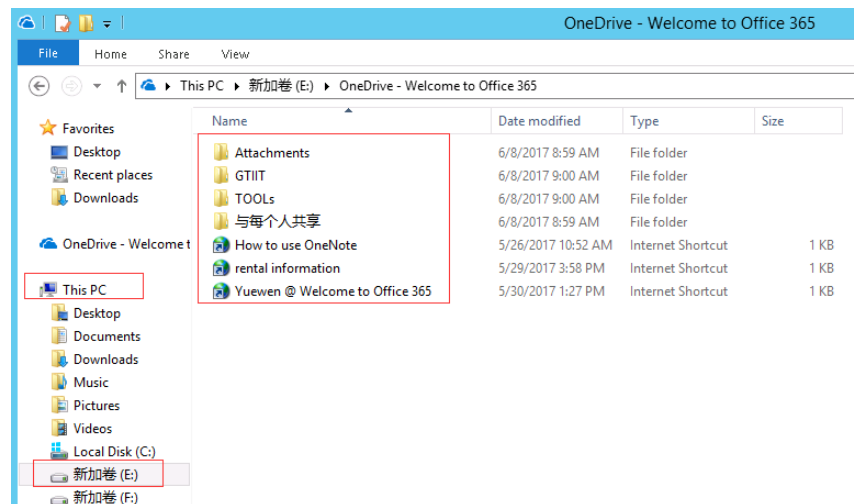 OneDrive - Welcome to Office 365
File Home Share View
This PC 新加卷 (E:) OneDrive - Welcome to Office 365
Favorites
Desktop
Recent places
Downloads
OneDrive - Welcome t
This PC
Desktop
Documents
Downloads
Music
Pictures
Videos
Local Disk (C:)
新加卷 (E:)
新加卷 (F:)
Name Date modified Type Size
Attachments 6/8/2017 8:59 AM File folder
GTIIT 6/8/2017 9:00 AM File folder
TOOLs 6/8/2017 9:00 AM File folder
与每个人共享 6/8/2017 8:59 AM File folder
How to use OneNote 5/26/2017 10:52 AM Internet Shortcut 1 KB
rental information 5/29/2017 3:58 PM Internet Shortcut 1 KB
Yuewen @ Welcome to Office 365 5/30/2017 1:27 PM Internet Shortcut 1 KB